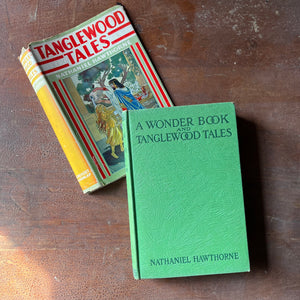 TANGLEWOOD
TALES
NATHANIEL HAWTHORNE
A WONDER BOOK
AND
TANGLEWOOD TALES
NATHANIEL HAWTHORNE